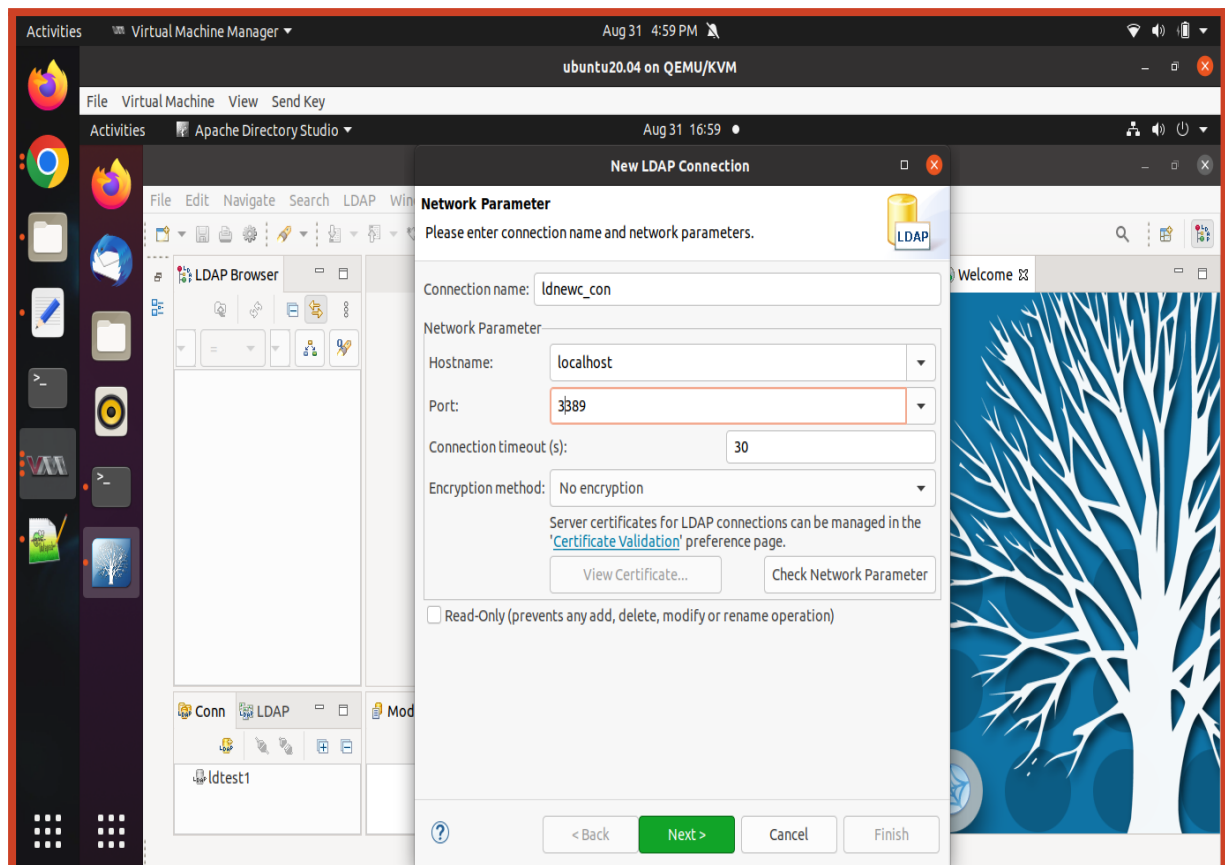 Activities Virtual Machine Manager Aug 31 4:59 PM
ubuntu20.04 on QEMU/KVM
File Virtual Machine View Send Key
Activities Apache Directory Studio Aug 31 16:59
New LDAP Connection
File Edit Navigate Search LDAP Win
Network Parameter
Please enter connection name and network parameters.
LDAP
LDAP Browser
Welcome
Connection name: ldnewc_con
Network Parameter
=
Hostname: localhost
Port: 3389
Connection timeout (s): 30
Encryption method: No encryption
Server certificates for LDAP connections can be managed in the
'Certificate Validation' preference page.
View Certificate... Check Network Parameter
Read-Only (prevents any add, delete, modify or rename operation)
Conn LDAP Mod
ldtest1
? < Back Next > Cancel Finish